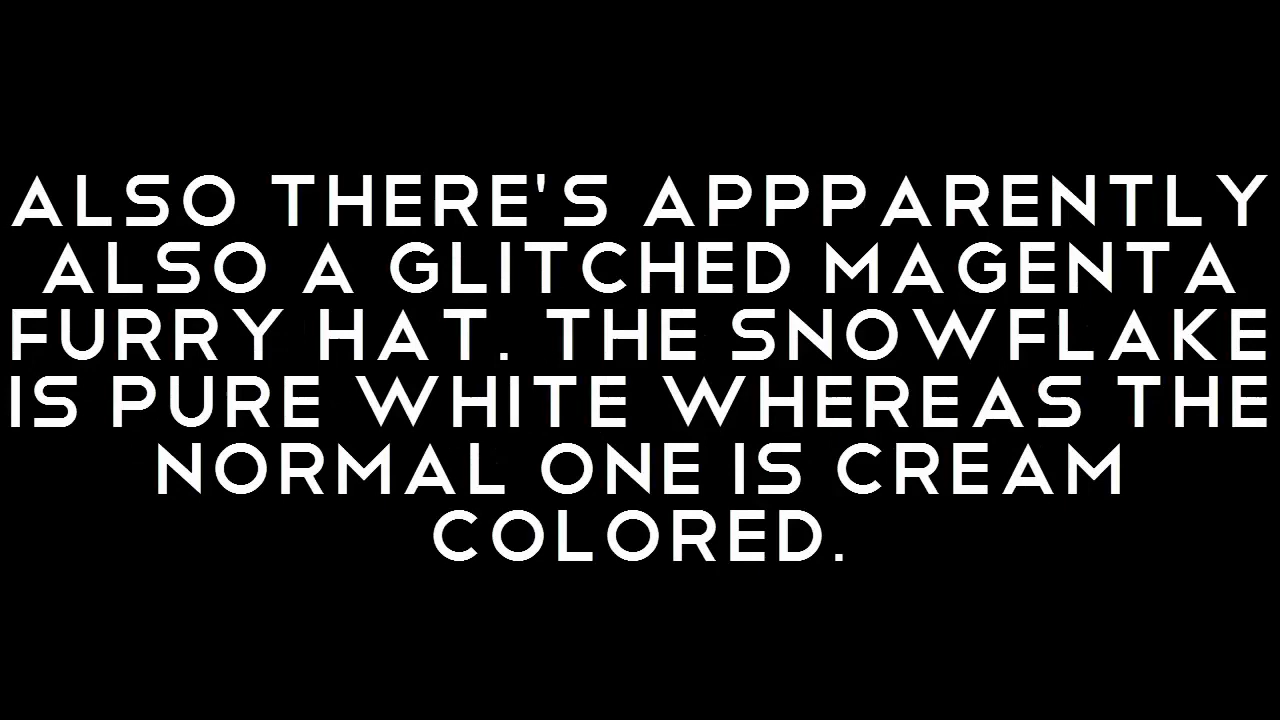 ALSO THERE'S APPPARENTLY
ALSO A GLITCHED MAGENTA
FURRY HAT. THE SNOWFLAKE
IS PURE WHITE WHEREAS THE
NORMAL ONE IS CREAM
COLORED.